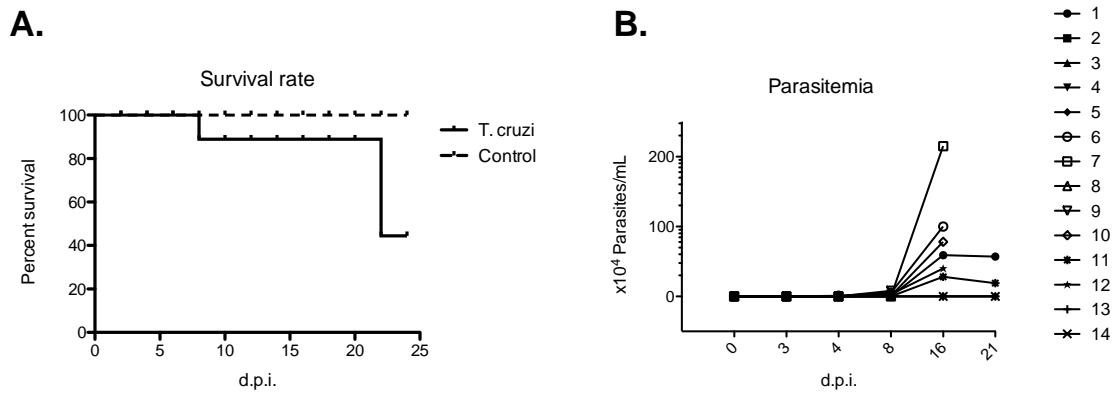 A.
Survival rate
Percent survival
100
80
60
40
20
0
0 5 10 15 20 25
d.p.i.
T. cruzi
Control
B.
Parasitemia
x10⁴ Parasites/mL
200
100
0
0 3 4 8 16 21
d.p.i.
1
2
3
4
5
6
7
8
9
10
11
12
13
14